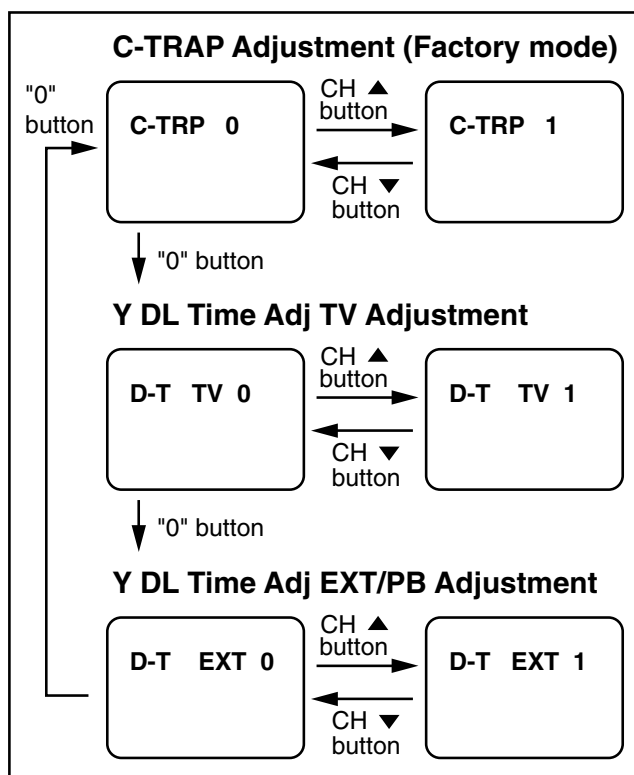 C-TRAP Adjustment (Factory mode)
"0"
button
C-TRP 0
CH ▲
button
CH ▼
button
C-TRP 1
"0" button
Y DL Time Adj TV Adjustment
D-T TV 0
CH ▲
button
CH ▼
button
D-T TV 1
"0" button
Y DL Time Adj EXT/PB Adjustment
D-T EXT 0
CH ▲
button
CH ▼
button
D-T EXT 1